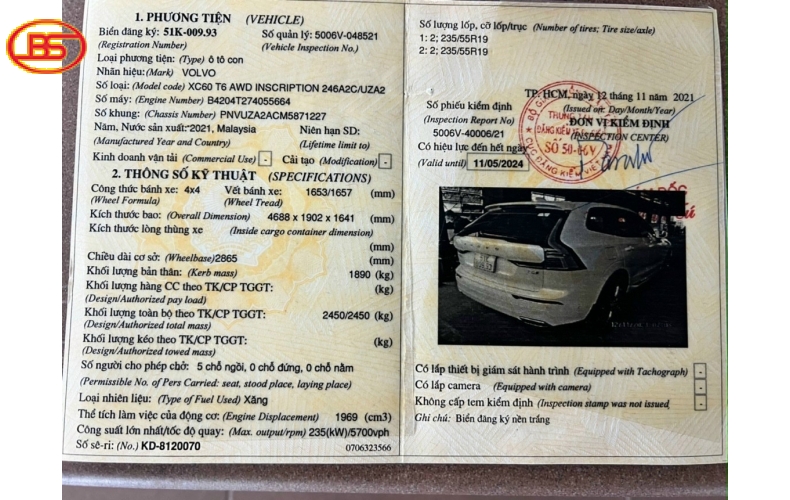 BS
1. PHƯƠNG TIỆN (VEHICLE)
Biển đăng ký: 51K-009.93 Số quản lý: 5006V-048521
(Registration Number) (Vehicle Inspection No.)
Loại phương tiện: (Type) ô tô con
Nhãn hiệu: (Mark) VOLVO
Số loại: (Model code) XC60 T6 AWD INSCRIPTION 246A2C/UZA2
Số máy: (Engine Number) B4204T274055664
Số khung: (Chassis Number) PNVUZA2ACM5871227
Năm, Nước sản xuất: 2021, Malaysia Niên hạn SD:
(Manufactured Year and Country) (Lifetime limit to)
Kinh doanh vận tải (Commercial Use) - Cải tạo (Modification) -
2. THÔNG SỐ KỸ THUẬT (SPECIFICATIONS)
Công thức bánh xe: 4x4 Vết bánh xe: 1653/1657 (mm)
(Wheel Formula) (Wheel Tread)
Kích thước bao: (Overall Dimension) 4688 x 1902 x 1641 (mm)
Kích thước lòng thùng xe (Inside cargo container dimension)
(mm)
Chiều dài cơ sở: (Wheelbase) 2865 (mm)
Khối lượng bản thân: (Kerb mass) 1890 (kg)
Khối lượng hàng CC theo TK/CP TGGT: (kg)
(Design/Authorized pay load)
Khối lượng toàn bộ theo TK/CP TGGT: 2450/2450 (kg)
(Design/Authorized total mass)
Khối lượng kéo theo TK/CP TGGT: (kg)
(Design/Authorized towed mass)
Số người cho phép chở: 5 chỗ ngồi, 0 chỗ đứng, 0 chỗ nằm
(Permissible No. of Pers Carried: seat, stood place, laying place)
Loại nhiên liệu: (Type of Fuel Used) Xăng
Thể tích làm việc của động cơ: (Engine Displacement) 1969 (cm3)
Công suất lớn nhất/tốc độ quay: (Max. output/rpm) 235(kW)/5700vph
Số sê-ri: (No.) KD-8120070 0706323566
Số lượng lốp, cỡ lốp/trục (Number of tires; Tire size/axle)
1: 2; 235/55R19
2: 2; 235/55R19
TP. HCM, ngày 12 tháng 11 năm 2021
Số phiếu kiểm định (Issued on: Day/Month/Year)
(Inspection Report No) ĐƠN VỊ KIỂM ĐỊNH
5006V-40006/21 (INSPECTION CENTER)
Có hiệu lực đến hết ngày
(Valid until) 11/05/2024
TRUNG TÂM
ĐĂNG KIỂM
SỐ 50-06V
CỤC ĐĂNG KIỂM VIỆT
Có lắp thiết bị giám sát hành trình (Equipped with Tachograph) -
Có lắp camera (Equipped with camera) -
Không cấp tem kiểm định (Inspection stamp was not issued) -
Ghi chú: Biển đăng ký nền trắng